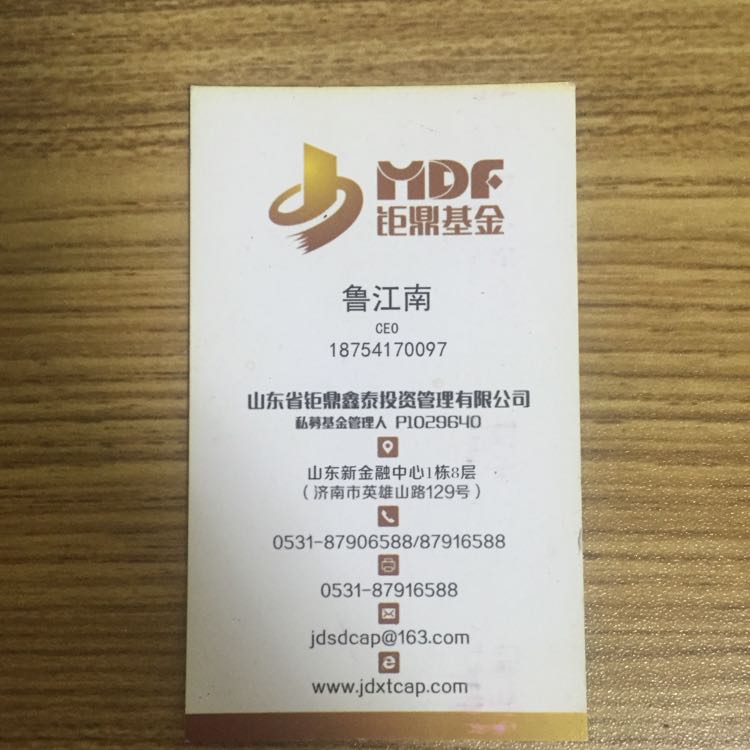 MDF
钜鼎基金
鲁江南
CEO
18754170097
山东省钜鼎鑫泰投资管理有限公司
私募基金管理人 P1029640
山东新金融中心1栋8层
(济南市英雄山路129号)
0531-87906588/87916588
0531-87916588
jdsdcap@163.com
www.jdxtcap.com